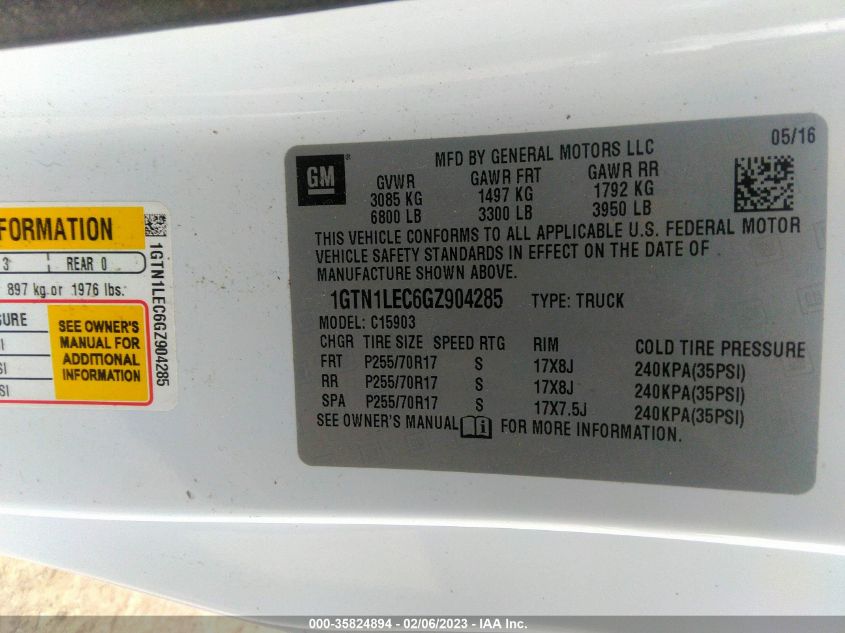 FORMATION
3 REAR 0
897 kg or 1976 lbs.
SURE
SEE OWNER'S
MANUAL FOR
ADDITIONAL
INFORMATION
SI
1GTN1LEC6GZ904285
GM
MFD BY GENERAL MOTORS LLC
05/16
GVWR GAWR FRT GAWR RR
3085 KG 1497 KG 1792 KG
6800 LB 3300 LB 3950 LB
THIS VEHICLE CONFORMS TO ALL APPLICABLE U.S. FEDERAL MOTOR
VEHICLE SAFETY STANDARDS IN EFFECT ON THE DATE OF
MANUFACTURE SHOWN ABOVE.
1GTN1LEC6GZ904285 TYPE: TRUCK
MODEL: C15903
CHGR TIRE SIZE SPEED RTG RIM COLD TIRE PRESSURE
FRT P255/70R17 S 17X8J 240KPA(35PSI)
RR P255/70R17 S 17X8J 240KPA(35PSI)
SPA P255/70R17 S 17X7.5J 240KPA(35PSI)
SEE OWNER'S MANUAL FOR MORE INFORMATION.
000-35824894 - 02/06/2023 - IAA Inc.